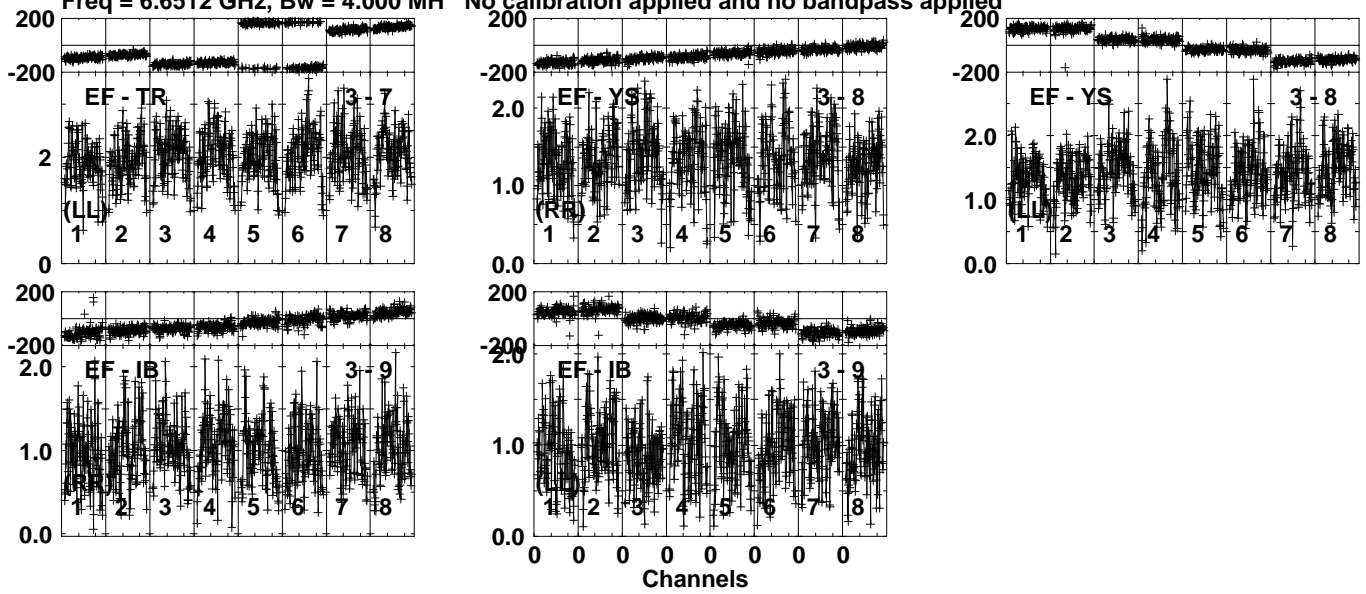 Freq = 6.6512 GHz, Bw = 4.000 MH No calibration applied and no bandpass applied
200 200 200
-200 -200 -200
EF - TR 3 - 7 EF - YS 3 - 8 EF - YS 3 - 8
2.0 2.0
2
1.0 1.0
(LL) (RR) (LL)
1 2 3 4 5 6 7 8 1 2 3 4 5 6 7 8 1 2 3 4 5 6 7 8
0 0.0 0.0
200 200
-200 -200
2.0 2.0
EF - IB 3 - 9 EF - IB 3 - 9
1.0 1.0
(RR) (LL)
1 2 3 4 5 6 7 8 1 2 3 4 5 6 7 8
0.0 0.0
0 0 0 0 0 0 0 0
Channels